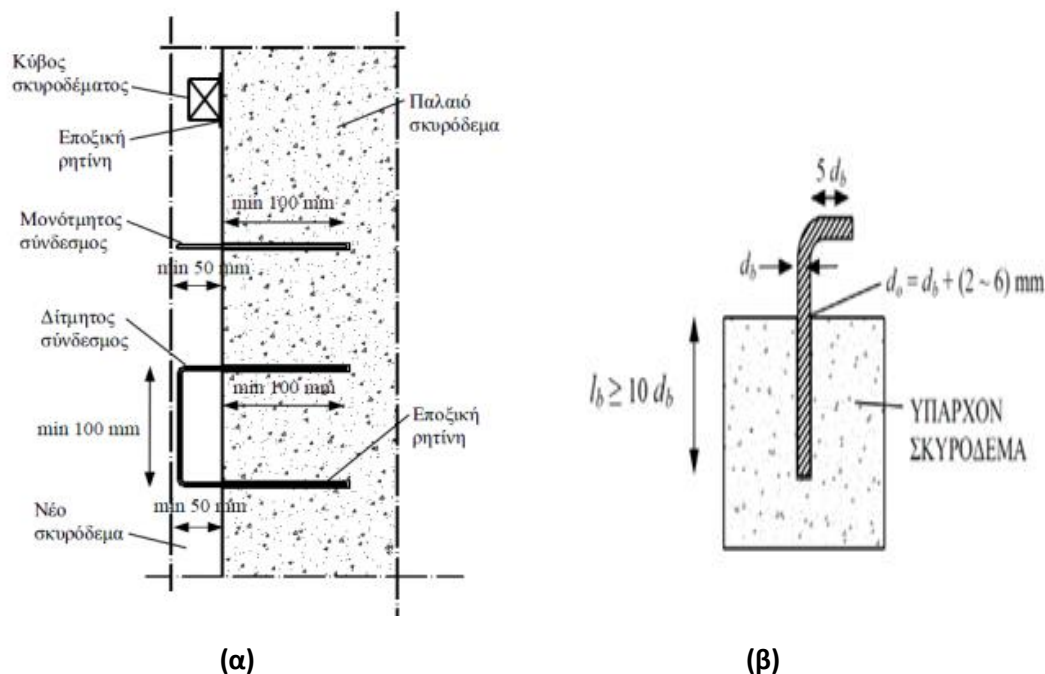 Κύβος
σκυροδέματος
Εποξική
ρητίνη
Παλαιό
σκυρόδεμα
min 100 mm
Μονότμητος
σύνδεσμος
min 50 mm
Δίτμητος
σύνδεσμος
min 100 mm
min 100 mm
Εποξική
ρητίνη
min 50 mm
Νέο
σκυρόδεμα
(α)
5 d_b
d_b
d_o = d_b + (2 ~ 6) mm
l_b ≥ 10 d_b
ΥΠΑΡΧΟΝ
ΣΚΥΡΟΔΕΜΑ
(β)